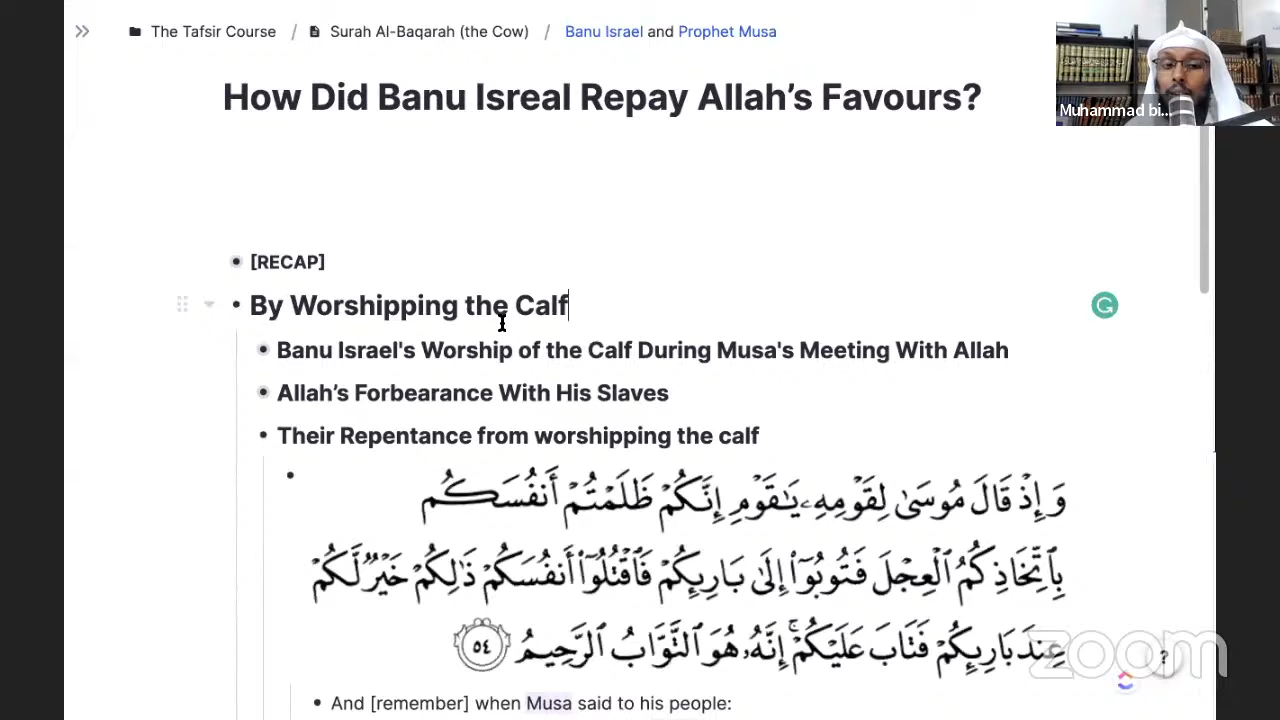 The Tafsir Course / Surah Al-Baqarah (the Cow) / Banu Israel and Prophet Musa
How Did Banu Isreal Repay Allah’s Favours?
Muhammad bi...
[RECAP]
By Worshipping the Calf
Banu Israel's Worship of the Calf During Musa's Meeting With Allah
Allah’s Forbearance With His Slaves
Their Repentance from worshipping the calf
وَإِذْ قَالَ مُوسَىٰ لِقَوْمِهِۦ يَـٰقَوْمِ إِنَّكُمْ ظَلَمْتُمْ أَنفُسَكُم
بِٱتِّخَاذِكُمُ ٱلْعِجْلَ فَتُوبُوٓا۟ إِلَىٰ بَارِئِكُمْ فَٱقْتُلُوٓا۟ أَنفُسَكُمْ ذَٰلِكُمْ خَيْرٌ لَّكُمْ
عِندَ بَارِئِكُمْ فَتَابَ عَلَيْكُمْ ۚ إِنَّهُۥ هُوَ ٱلتَّوَّابُ ٱلرَّحِيمُ ٥٤
zoom
?
And [remember] when Musa said to his people: